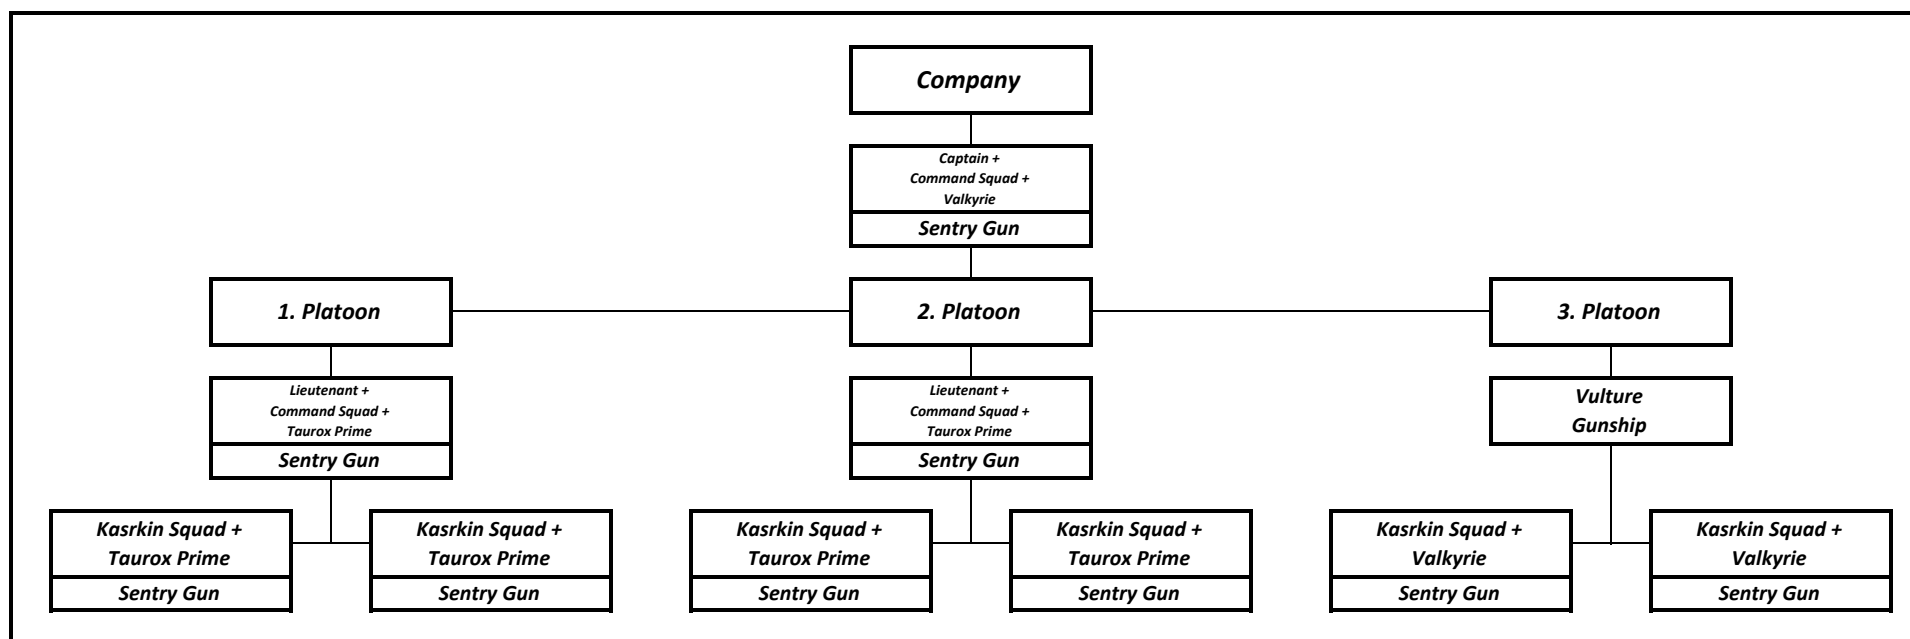 Company
Captain +
Command Squad +
Valkyrie
Sentry Gun
1. Platoon
2. Platoon
3. Platoon
Lieutenant +
Command Squad +
Taurox Prime
Sentry Gun
Lieutenant +
Command Squad +
Taurox Prime
Sentry Gun
Vulture
Gunship
Kasrkin Squad +
Taurox Prime
Sentry Gun
Kasrkin Squad +
Taurox Prime
Sentry Gun
Kasrkin Squad +
Taurox Prime
Sentry Gun
Kasrkin Squad +
Taurox Prime
Sentry Gun
Kasrkin Squad +
Valkyrie
Sentry Gun
Kasrkin Squad +
Valkyrie
Sentry Gun